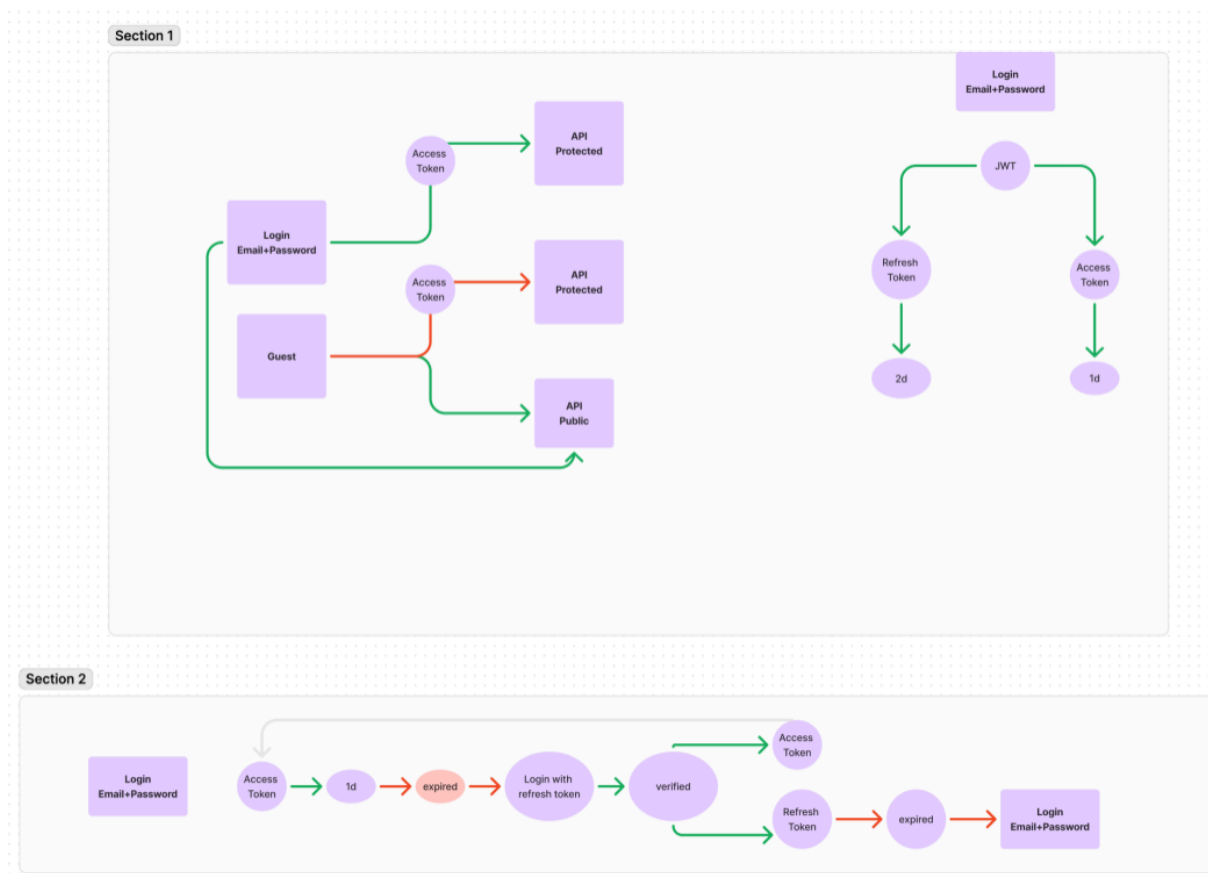 Section 1
Login
Email+Password
API
Protected
Access
Token
JWT
Login
Email+Password
API
Protected
Refresh
Token
Access
Token
Access
Token
Guest
2d
1d
API
Public
Section 2
Access
Token
Login
Email+Password
Access
Token
1d
expired
Login with
refresh token
verified
Refresh
Token
expired
Login
Email+Password